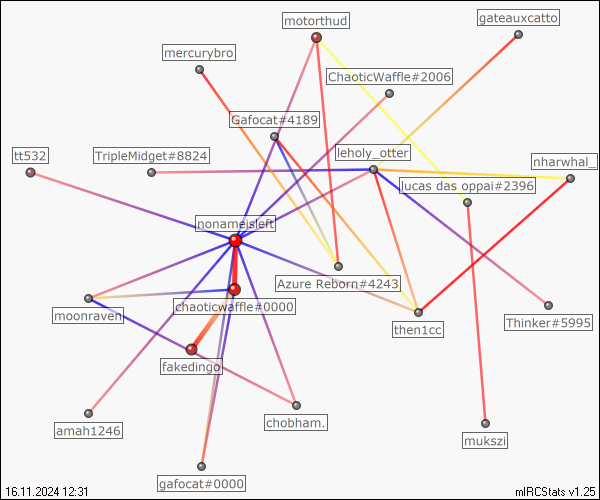 motorthud
gateauxcatto
mercurybro
ChaoticWaffle#2006
Gafocat#4189
tt532
TripleMidget#8824
leholy_otter
nharwhal_
lucas das oppai#2396
nonameisleft
Azure Reborn#4243
chaoticwaffle#0000
moonraven
then1cc
Thinker#5995
fakedingo
amah1246
chobham.
mukszi
gafocat#0000
16.11.2024 12:31
mIRCStats v1.25